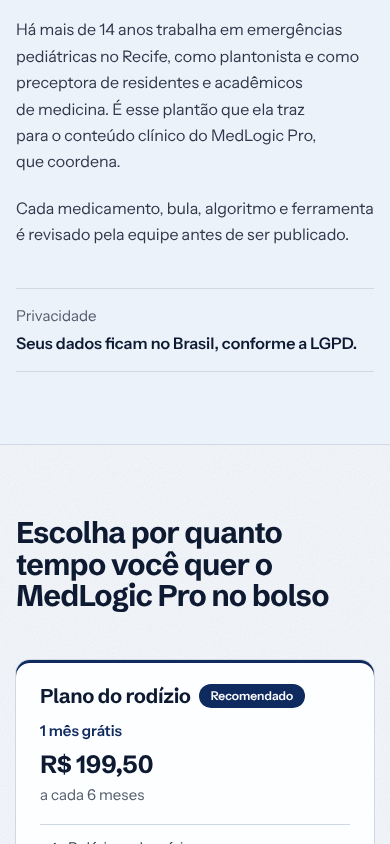 Há mais de 14 anos trabalha em emergências
pediátricas no Recife, como plantonista e como
preceptora de residentes e acadêmicos
de medicina. É esse plantão que ela traz
para o conteúdo clínico do MedLogic Pro,
que coordena.
Cada medicamento, bula, algoritmo e ferramenta
é revisado pela equipe antes de ser publicado.
Privacidade
Seus dados ficam no Brasil, conforme a LGPD.
Escolha por quanto
tempo você quer o
MedLogic Pro no bolso
Plano do rodízio Recomendado
1 mês grátis
R$ 199,50
a cada 6 meses